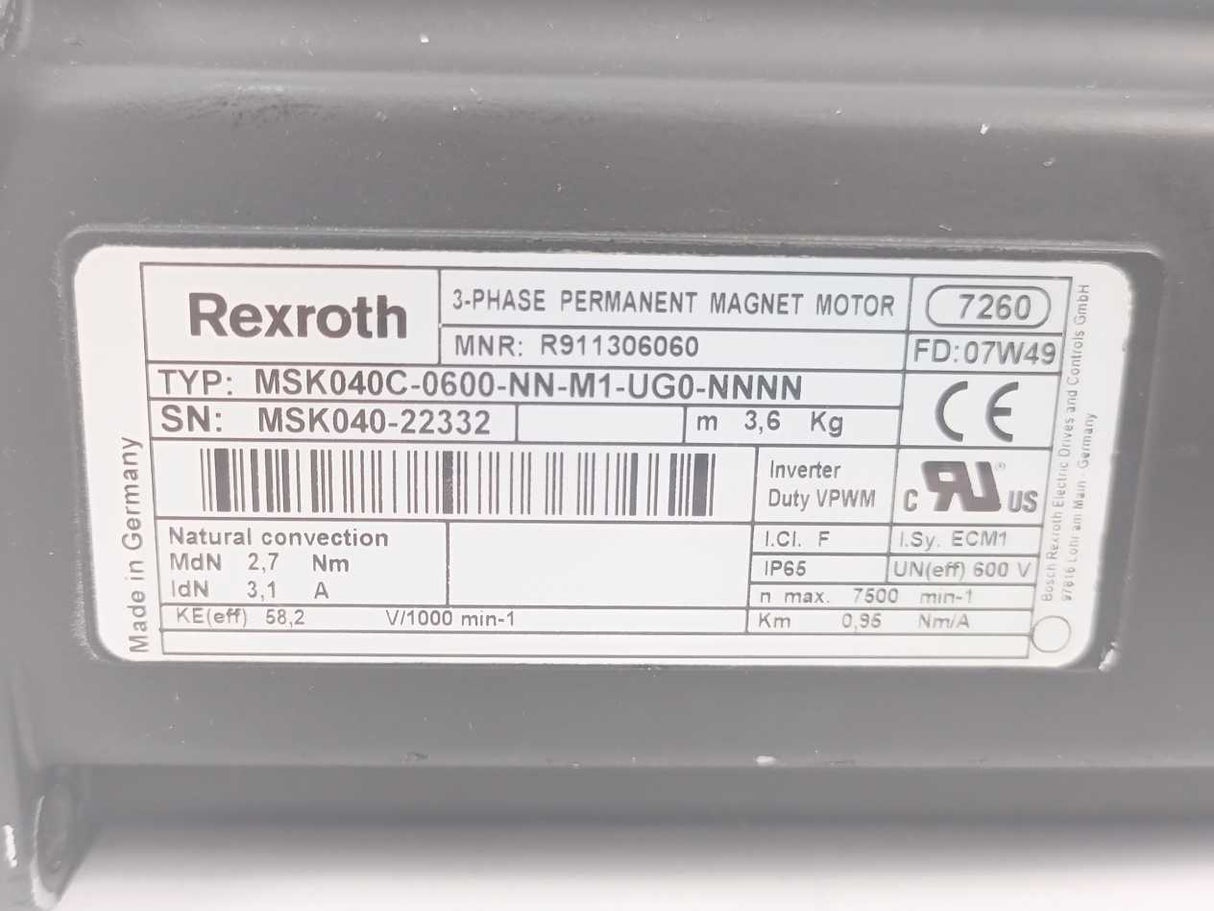 Rexroth
3-PHASE PERMANENT MAGNET MOTOR
7260
MNR: R911306060
FD:07W49
TYP: MSK040C-0600-NN-M1-UG0-NNNN
SN: MSK040-22332
m 3,6 Kg
CE
Inverter
Duty VPWM
C RU ® US
Natural convection
MdN 2,7 Nm
IdN 3,1 A
KE(eff) 58,2 V/1000 min-1
I.Cl. F
I.Sy. ECM1
IP65
UN(eff) 600 V
n max. 7500 min-1
Km 0,95 Nm/A
Made in Germany
Bosch Rexroth Electric Drives and Controls GmbH
97816 Lohr am Main - Germany